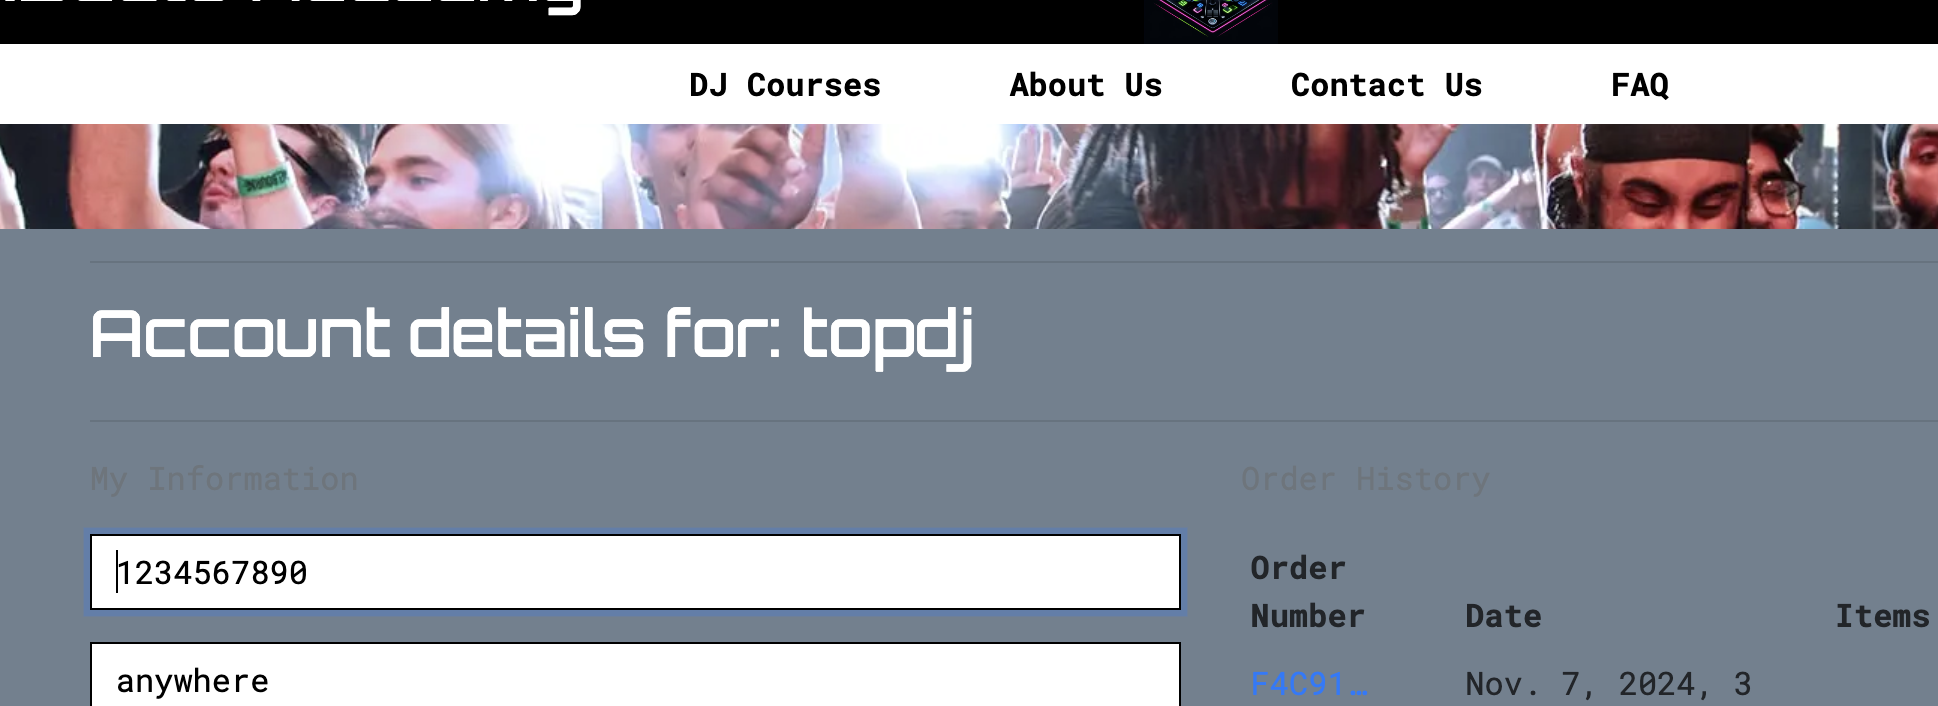 DJ Courses About Us Contact Us FAQ
Account details for: topdj
My Information
Order History
1234567890
anywhere
Order
Number Date Items
F4C91… Nov. 7, 2024, 3